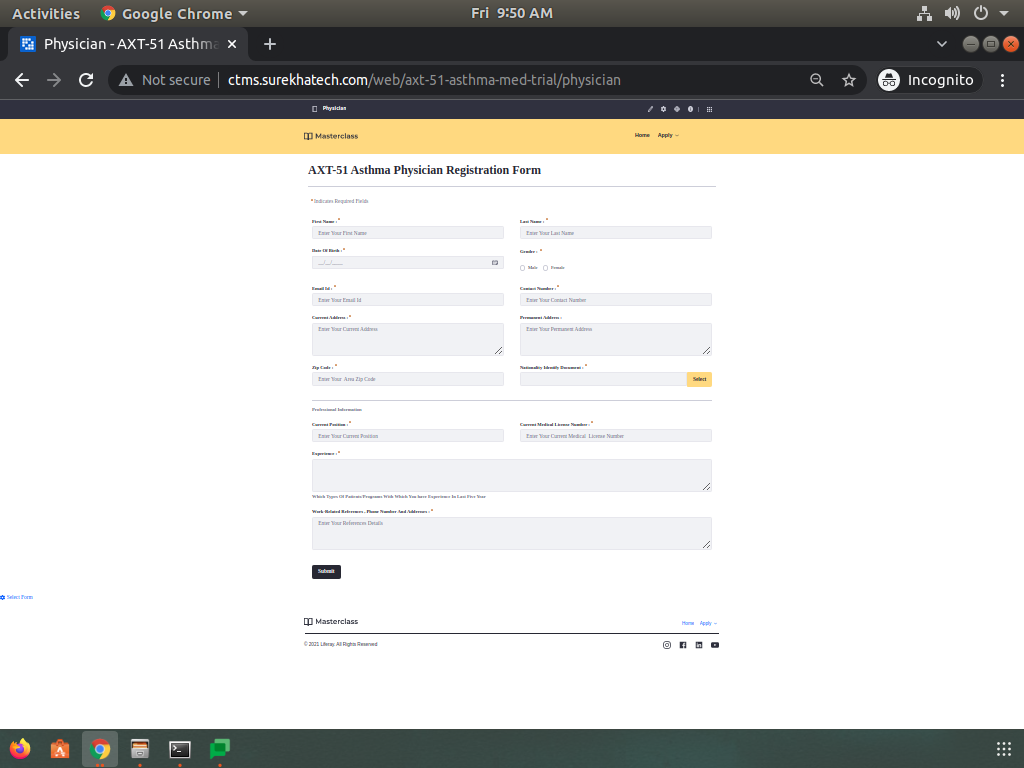 Activities Google Chrome Fri 9:50 AM
Physician - AXT-51 Asthma
Not secure ctms.surekhatech.com/web/axt-51-asthma-med-trial/physician Incognito
Physician
Masterclass Home Apply
AXT-51 Asthma Physician Registration Form
* Indicates Required Fields
First Name : * Last Name : *
Enter Your First Name Enter Your Last Name
Date Of Birth : * Gender : *
__/__/____ Male Female
Email Id : * Contact Number : *
Enter Your Email Id Enter Your Contact Number
Current Address : * Permanent Address :
Enter Your Current Address Enter Your Permanent Address
Zip Code : * Nationality Identify Document : *
Enter Your Area Zip Code Select
Professional Information
Current Position : * Current Medical License Number : *
Enter Your Current Position Enter Your Current Medical License Number
Experience : *
Which Types Of Patients/Programs With Which You have Experience In Last Five Year
Work-Related References , Phone Number And Addresses : *
Enter Your References Details
Submit
Select Form
Masterclass Home Apply
© 2021 Liferay. All Rights Reserved.